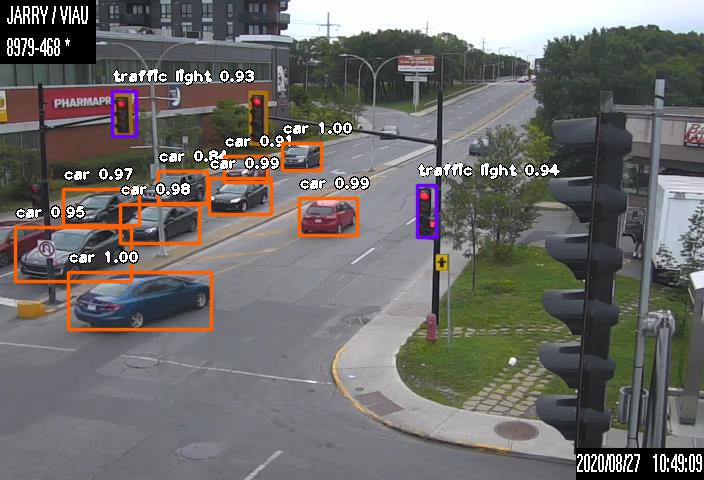 JARRY / VIAU
8979-468 *
traffic light 0.93
PHARMAPR
car 1.00
car 0.91
car 0.84
car 0.99
car 0.97
car 0.98
car 0.99
traffic light 0.94
car 0.95
car 1.00
2020/08/27 10:49:09